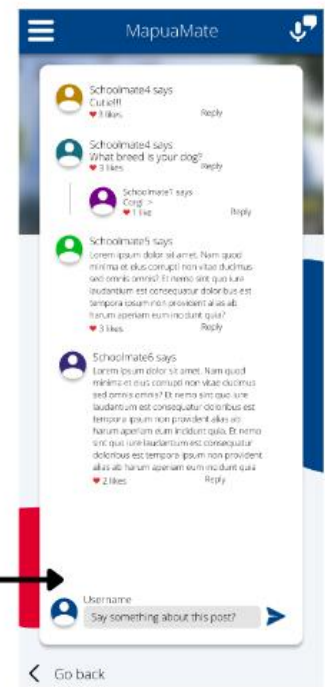 MapuaMate
Schoolmate4 says
Cutie!!!
3 likes Reply
Schoolmate4 says
What breed is your dog?
3 likes Reply
Schoolmate1 says
Corgi :>
1 like Reply
Schoolmate5 says
Lorem ipsum dolor sit amet. Nam quod
minima et eius corrupti non vitae ducimus
sed omnis omnis? Et nemo sint quo iure
laudantium est consequatur doloribus est
tempora ipsum non provident alias ab
harum aperiam eum incidunt quia?
3 likes Reply
Schoolmate6 says
Lorem ipsum dolor sit amet. Nam quod
minima et eius corrupti non vitae ducimus
sed omnis omnis? Et nemo sint quo iure
laudantium est consequatur doloribus est
tempora ipsum non provident alias ab
harum aperiam eum incidunt quia. Et nemo
sint quo iure laudantium est consequatur
doloribus est tempora ipsum non provident
alias ab harum aperiam eum incidunt quia
2 likes Reply
Username
Say something about this post?
Go back